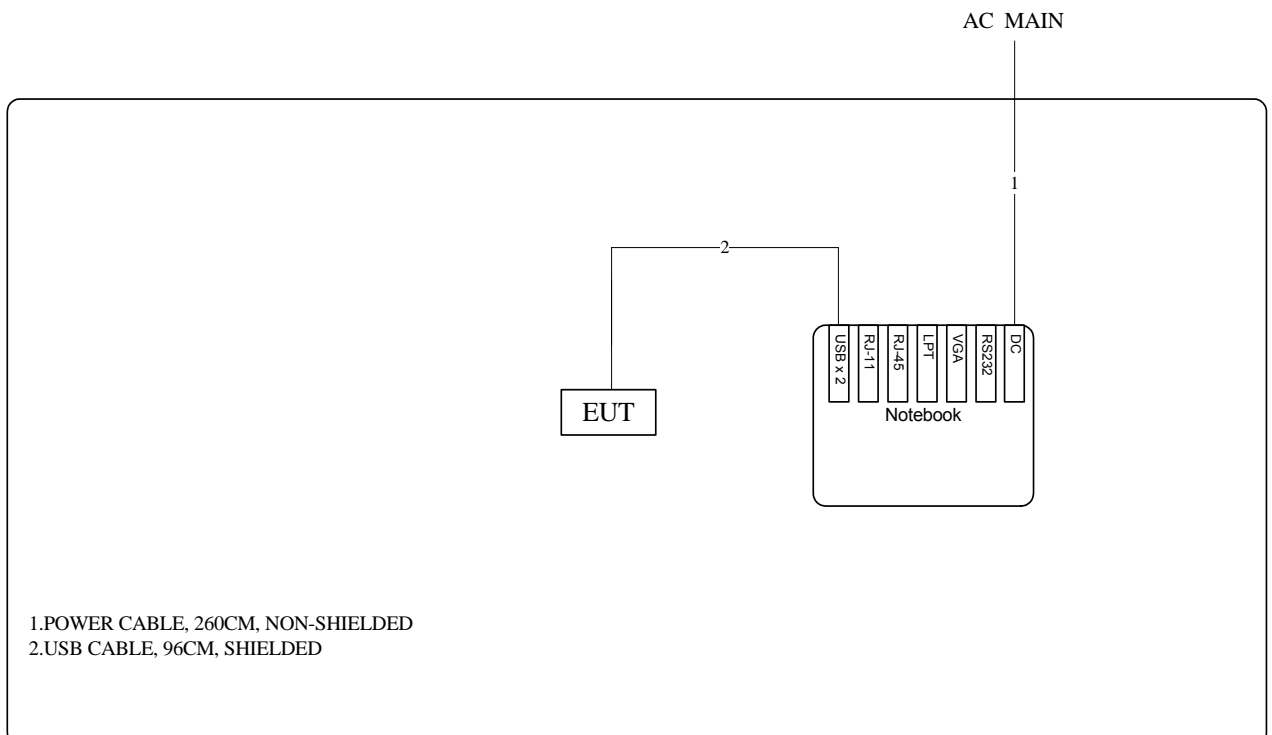 AC MAIN
1
2
USB x 2
RJ-11
RJ-45
LPT
VGA
RS232
DC
Notebook
EUT
1.POWER CABLE, 260CM, NON-SHIELDED
2.USB CABLE, 96CM, SHIELDED